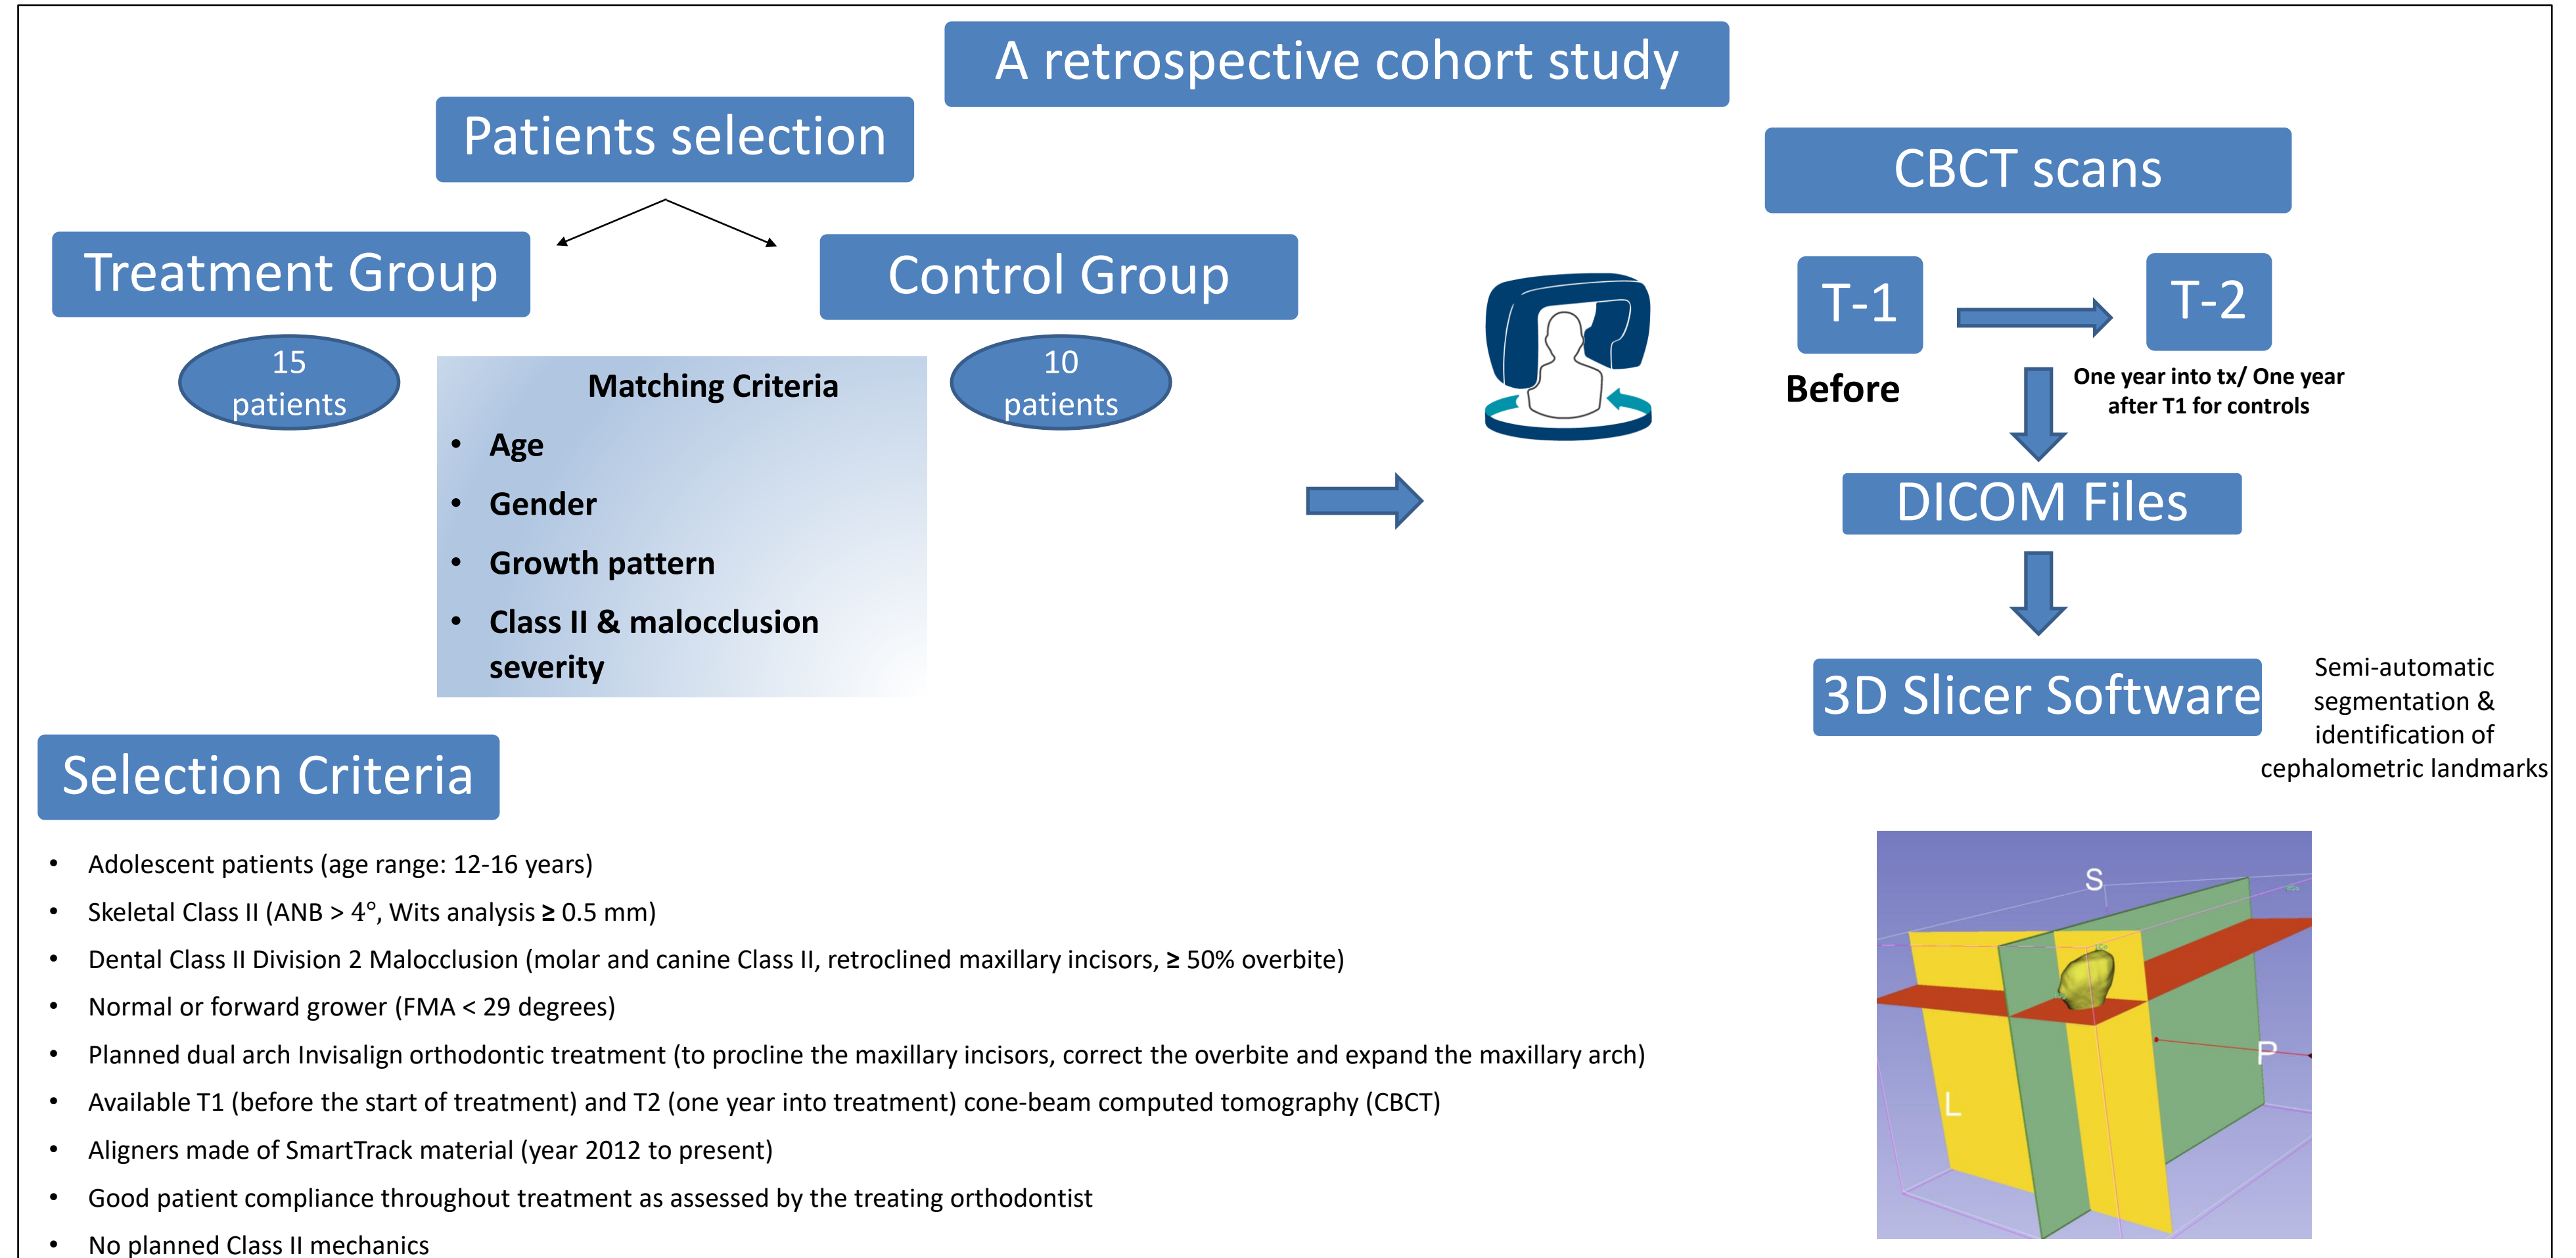 A retrospective cohort study
Patients selection
Treatment Group
Control Group
15
patients
10
patients
Matching Criteria
• Age
• Gender
• Growth pattern
• Class II & malocclusion
severity
CBCT scans
T-1
T-2
Before
One year into tx/ One year
after T1 for controls
DICOM Files
3D Slicer Software
Semi-automatic
segmentation &
identification of
cephalometric landmarks
Selection Criteria
• Adolescent patients (age range: 12-16 years)
• Skeletal Class II (ANB > 4°, Wits analysis ≥ 0.5 mm)
• Dental Class II Division 2 Malocclusion (molar and canine Class II, retroclined maxillary incisors, ≥ 50% overbite)
• Normal or forward grower (FMA < 29 degrees)
• Planned dual arch Invisalign orthodontic treatment (to procline the maxillary incisors, correct the overbite and expand the maxillary arch)
• Available T1 (before the start of treatment) and T2 (one year into treatment) cone-beam computed tomography (CBCT)
• Aligners made of SmartTrack material (year 2012 to present)
• Good patient compliance throughout treatment as assessed by the treating orthodontist
• No planned Class II mechanics
S
P
L